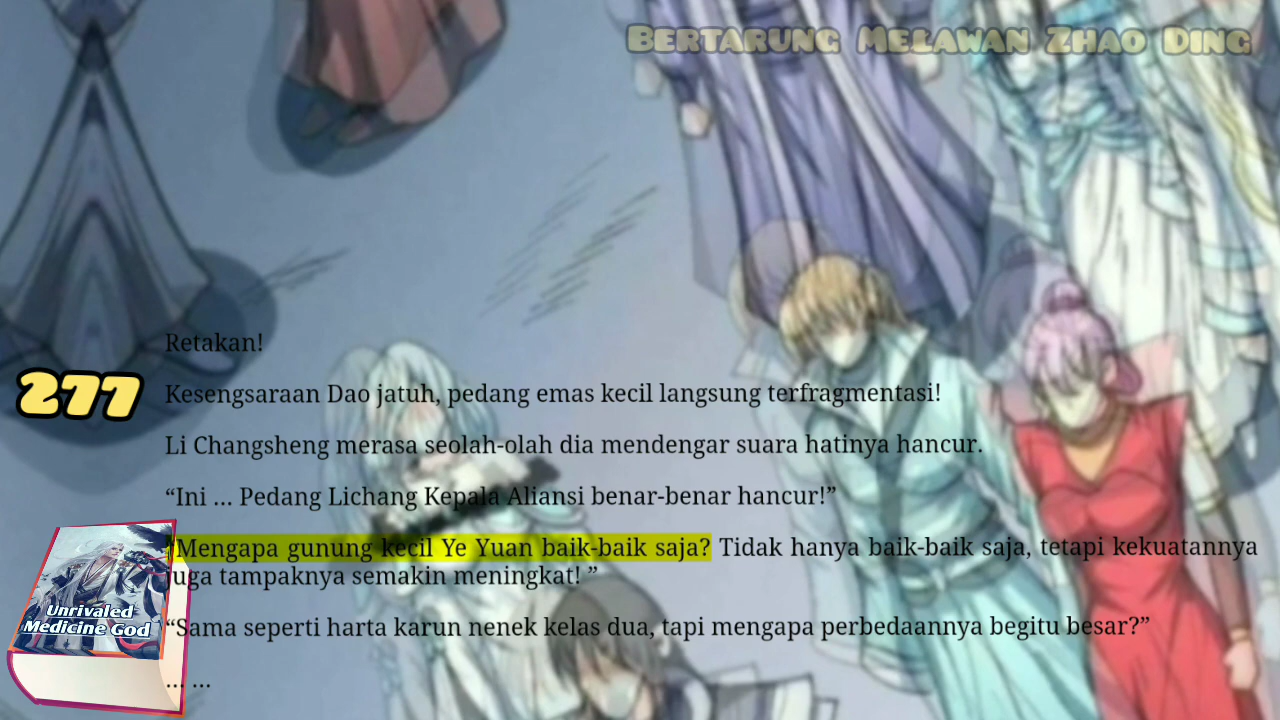 Bertarung Melawan Zhao Ding
Retakan!
277
Kesengsaraan Dao jatuh, pedang emas kecil langsung terfragmentasi!
Li Changsheng merasa seolah-olah dia mendengar suara hatinya hancur.
“Ini ... Pedang Lichang Kepala Aliansi benar-benar hancur!”
“Mengapa gunung kecil Ye Yuan baik-baik saja? Tidak hanya baik-baik saja, tetapi kekuatannya
juga tampaknya semakin meningkat! ”
“Sama seperti harta karun nenek kelas dua, tapi mengapa perbedaannya begitu besar?”
... ...
Unrivaled
Medicine God